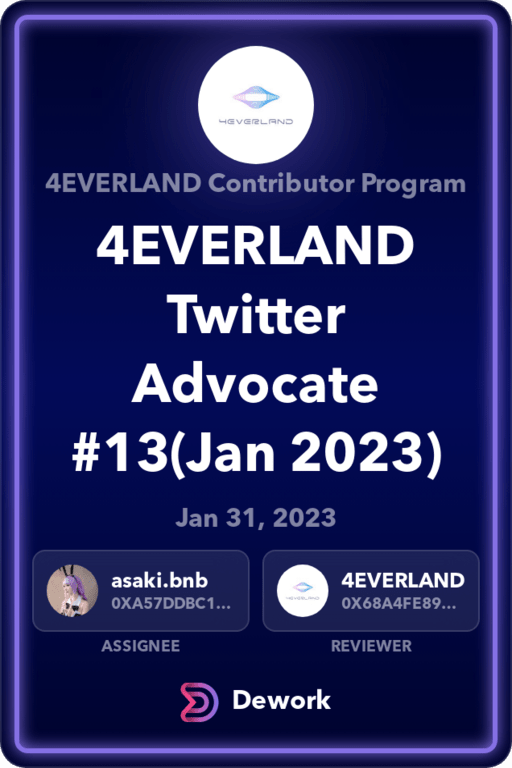 4EVERLAND
4EVERLAND Contributor Program
4EVERLAND
Twitter
Advocate
#13(Jan 2023)
Jan 31, 2023
asaki.bnb
0XA57DDBC1...
ASSIGNEE
4EVERLAND
0X68A4FE89...
REVIEWER
Dework